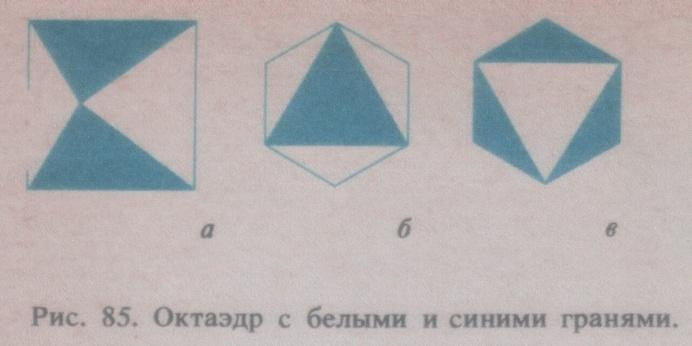 а б в
Рис. 85. Октаэдр с белыми и синими гранями.